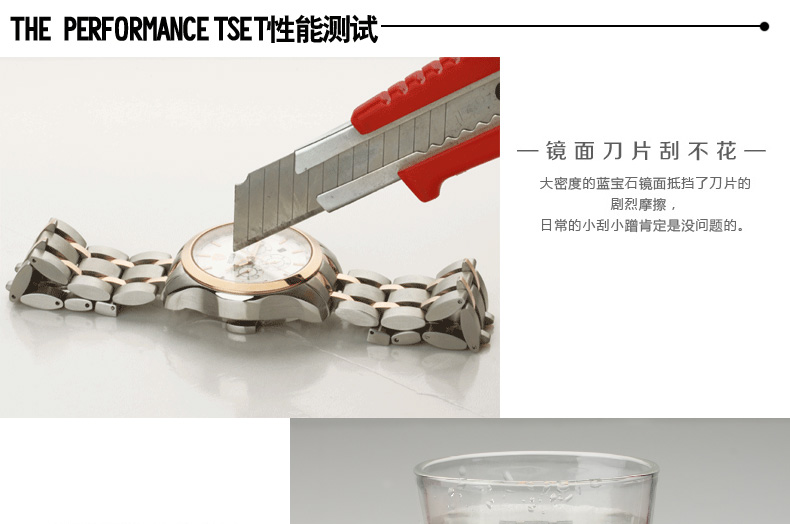 THE PERFORMANCE TSET性能测试
镜面刀片刮不花
大密度的蓝宝石镜面抵挡了刀片的
剧烈摩擦，
日常的小刮小蹭肯定是没问题的。